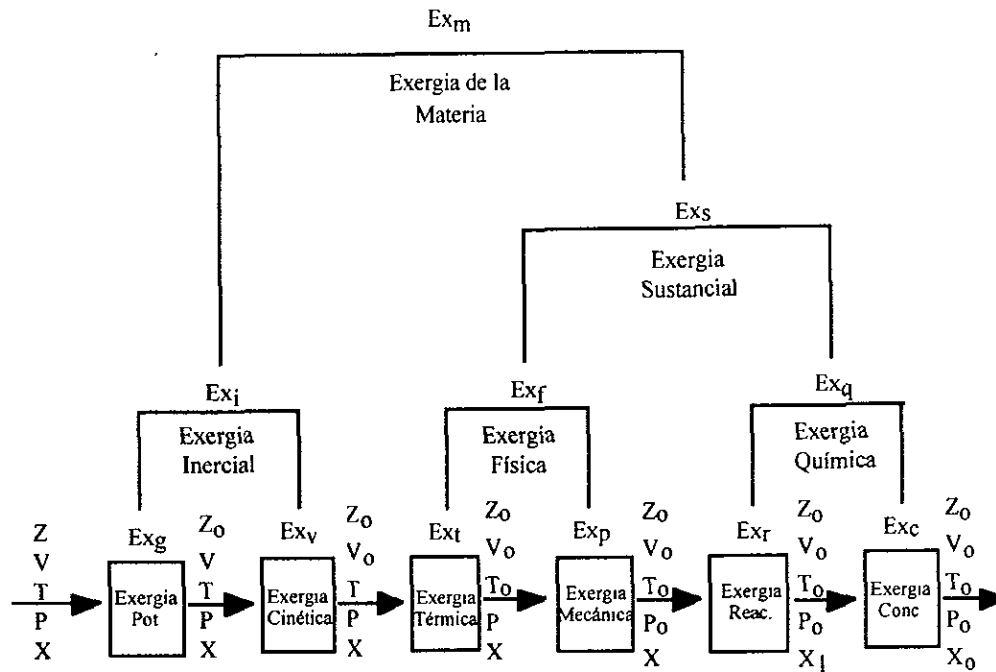 Ex_m
Exergia de la
Materia
Ex_s
Exergia
Sustancial
Ex_i
Exergia
Inercial
Ex_f
Exergia
Física
Ex_q
Exergia
Química
Z
V
T
P
X
Ex_g
Exergia
Pot
Z_o
V
T
P
X
Ex_v
Exergia
Cinética
Z_o
V_o
T
P
X
Ex_t
Exergia
Térmica
Z_o
V_o
T_o
P
X
Ex_p
Exergia
Mecánica
Z_o
V_o
T_o
P_o
X
Ex_r
Exergia
Reac.
Z_o
V_o
T_o
P_o
X_1
Ex_c
Exergia
Conc
Z_o
V_o
T_o
P_o
X_o